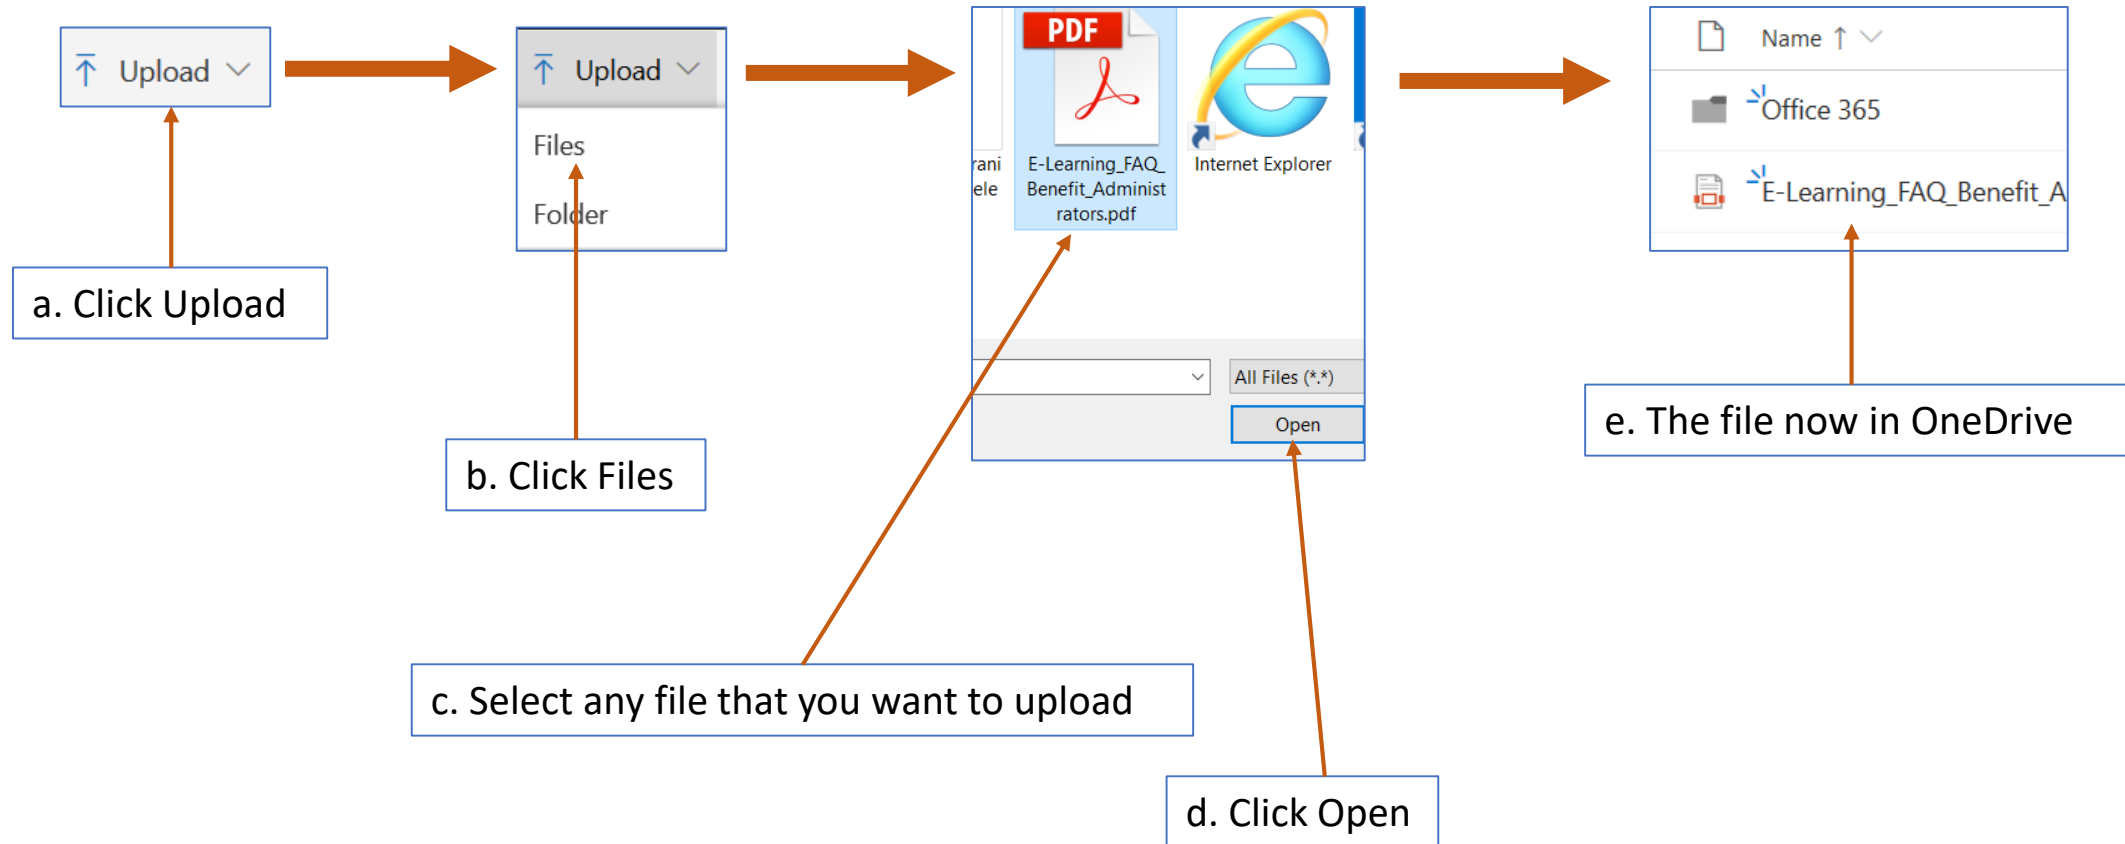 Upload
a. Click Upload
Upload
Files
Folder
b. Click Files
PDF
rani
ele
E-Learning_FAQ_
Benefit_Administ
rators.pdf
Internet Explorer
All Files (*.*)
Open
c. Select any file that you want to upload
d. Click Open
Name
Office 365
E-Learning_FAQ_Benefit_A
e. The file now in OneDrive